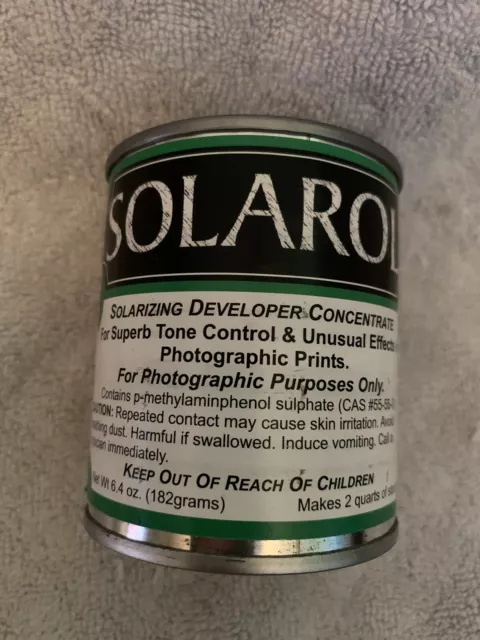 SOLAROL
SOLARIZING DEVELOPER CONCENTRATE
For Superb Tone Control & Unusual Effects
Photographic Prints.
For Photographic Purposes Only.
Contains p-methylaminphenol sulphate (CAS #55-55-
CAUTION: Repeated contact may cause skin irritation. Avoid
dust. Harmful if swallowed. Induce vomiting. Call
immediately.
KEEP OUT OF REACH OF CHILDREN
Net Wt 6.4 oz. (182grams) Makes 2 quarts of